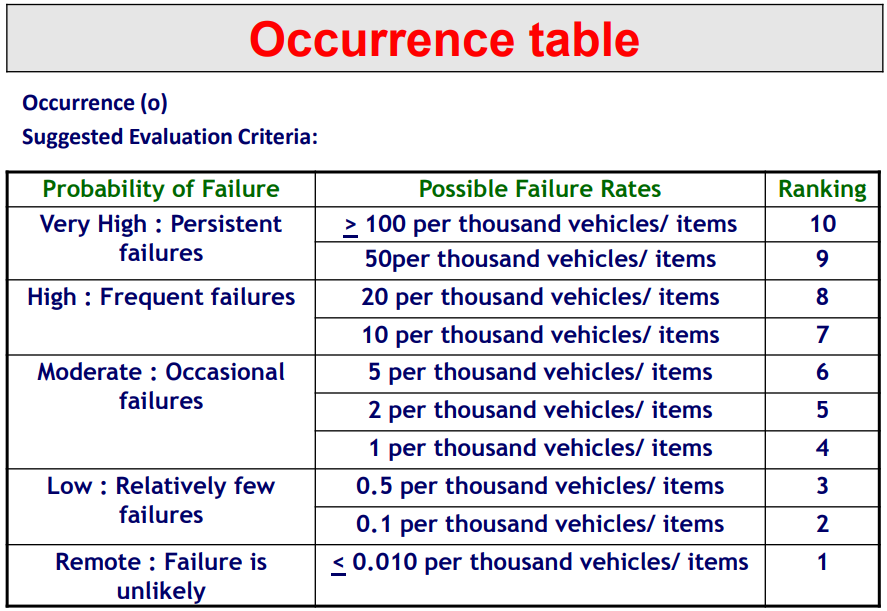 Occurrence table
Occurrence (o)
Suggested Evaluation Criteria:
Probability of Failure Possible Failure Rates Ranking
Very High : Persistent failures
≥ 100 per thousand vehicles/ items 10
50per thousand vehicles/ items 9
High : Frequent failures
20 per thousand vehicles/ items 8
10 per thousand vehicles/ items 7
Moderate : Occasional failures
5 per thousand vehicles/ items 6
2 per thousand vehicles/ items 5
1 per thousand vehicles/ items 4
Low : Relatively few failures
0.5 per thousand vehicles/ items 3
0.1 per thousand vehicles/ items 2
Remote : Failure is unlikely
≤ 0.010 per thousand vehicles/ items 1